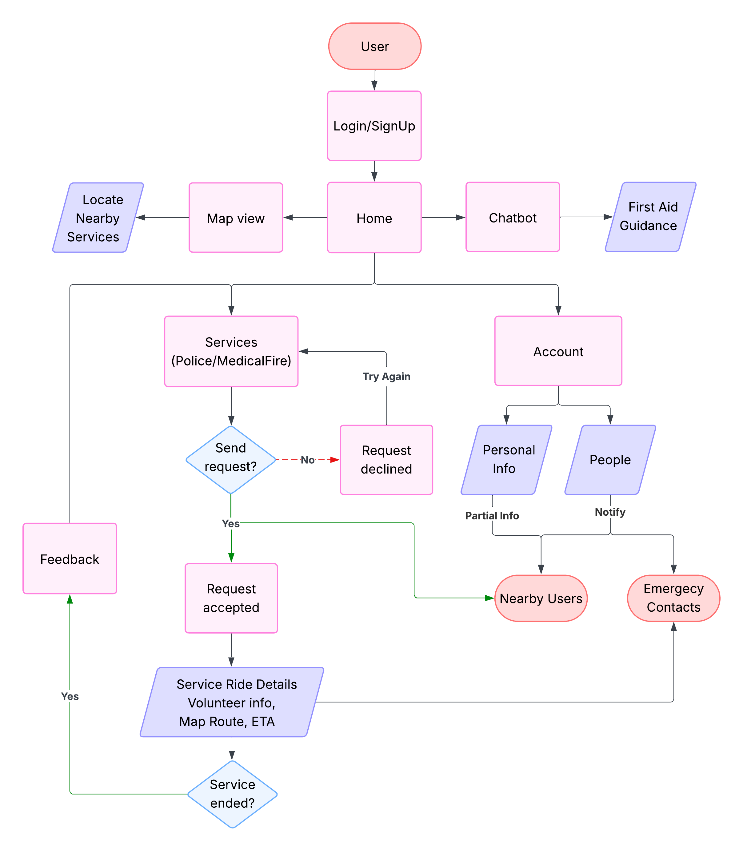 User
Login/SignUp
Locate
Nearby
Services
Map view
Home
Chatbot
First Aid
Guidance
Services
(Police/MedicalFire)
Account
Try Again
Send
request?
No
Request
declined
Personal
Info
People
Partial Info
Notify
Yes
Feedback
Request
accepted
Nearby Users
Emergecy
Contacts
Service Ride Details
Volunteer info,
Map Route, ETA
Yes
Service
ended?